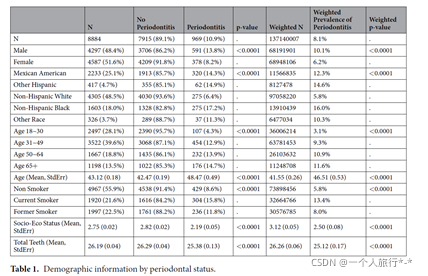 N No Periodontitis Periodontitis p-value Weighted N Weighted Prevalence of Periodontitis Weighted p-value
N 8884 7915 (89.1%) 969 (10.9%) . 137140007 8.1% .
Male 4297 (48.4%) 3706 (86.2%) 591 (13.8%) <0.0001 68191901 10.1% <0.0001
Female 4587 (51.6%) 4209 (91.8%) 378 (8.2%) . 68948106 6.2% .
Mexican American 2233 (25.1%) 1913 (85.7%) 320 (14.3%) <0.0001 11566835 12.3% <0.0001
Other Hispanic 417 (4.7%) 355 (85.1%) 62 (14.9%) . 8127478 14.6% .
Non-Hispanic White 4305 (48.5%) 4030 (93.6%) 275 (6.4%) . 97058220 5.8% .
Non-Hispanic Black 1603 (18.0%) 1328 (82.8%) 275 (17.2%) . 13910439 16.0% .
Other Race 326 (3.7%) 289 (88.7%) 37 (11.3%) . 6477034 10.3% .
Age 18–30 2497 (28.1%) 2390 (95.7%) 107 (4.3%) <0.0001 36006214 3.1% <0.0001
Age 31–49 3522 (39.6%) 3068 (87.1%) 454 (12.9%) . 63781451 9.3% .
Age 50–64 1667 (18.8%) 1435 (86.1%) 232 (13.9%) . 26103632 10.9% .
Age 65+ 1198 (13.5%) 1022 (85.3%) 176 (14.7%) . 11248708 11.6% .
Age (Mean, StdErr) 43.12 (0.18) 42.47 (0.19) 48.47 (0.49) <0.0001 41.55 (0.26) 46.51 (0.53) <0.0001
Non Smoker 4967 (55.9%) 4538 (91.4%) 429 (8.6%) <0.0001 73898456 5.8% <0.0001
Current Smoker 1920 (21.6%) 1616 (84.2%) 304 (15.8%) . 32664766 13.4% .
Former Smoker 1997 (22.5%) 1761 (88.2%) 236 (11.8%) . 30576785 8.0% .
Socio-Eco Status (Mean, StdErr) 2.75 (0.02) 2.82 (0.02) 2.19 (0.05) <0.0001 3.12 (0.05) 2.50 (0.08) <0.0001
Total Teeth (Mean, StdErr) 26.19 (0.04) 26.29 (0.04) 25.38 (0.13) <0.0001 26.26 (0.06) 25.12 (0.17) <0.0001
Table 1. Demographic information by periodontal status.
CSDN @一个人旅行*-*